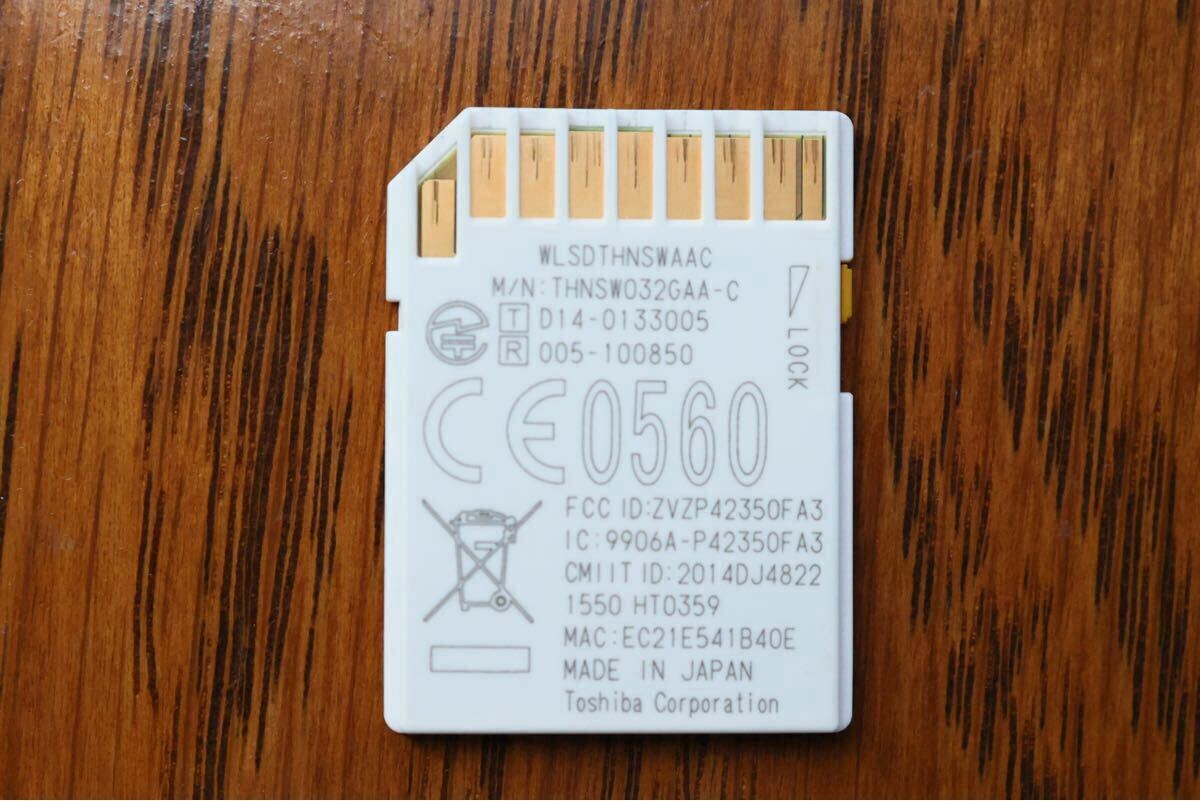 WLSDTHNSWAAC
M/N:THNSW032GAA-C
T D14-0133005
R 005-100850
LOCK
CE0560
FCC ID:ZVZP42350FA3
IC:9906A-P42350FA3
CMIIT ID:2014DJ4822
1550 HT0359
MAC:EC21E541B40E
MADE IN JAPAN
Toshiba Corporation